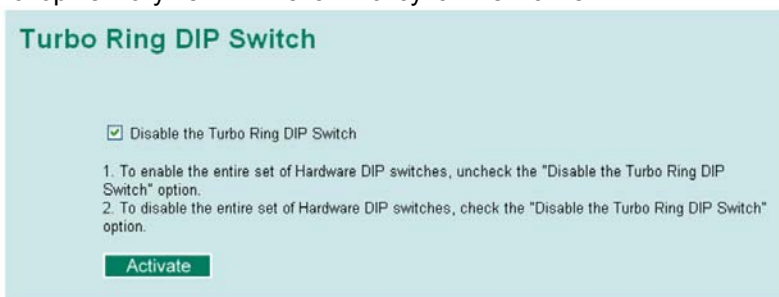 Turbo Ring DIP Switch
Disable the Turbo Ring DIP Switch
1. To enable the entire set of Hardware DIP switches, uncheck the "Disable the Turbo Ring DIP
Switch" option.
2. To disable the entire set of Hardware DIP switches, check the "Disable the Turbo Ring DIP Switch"
option.
Activate